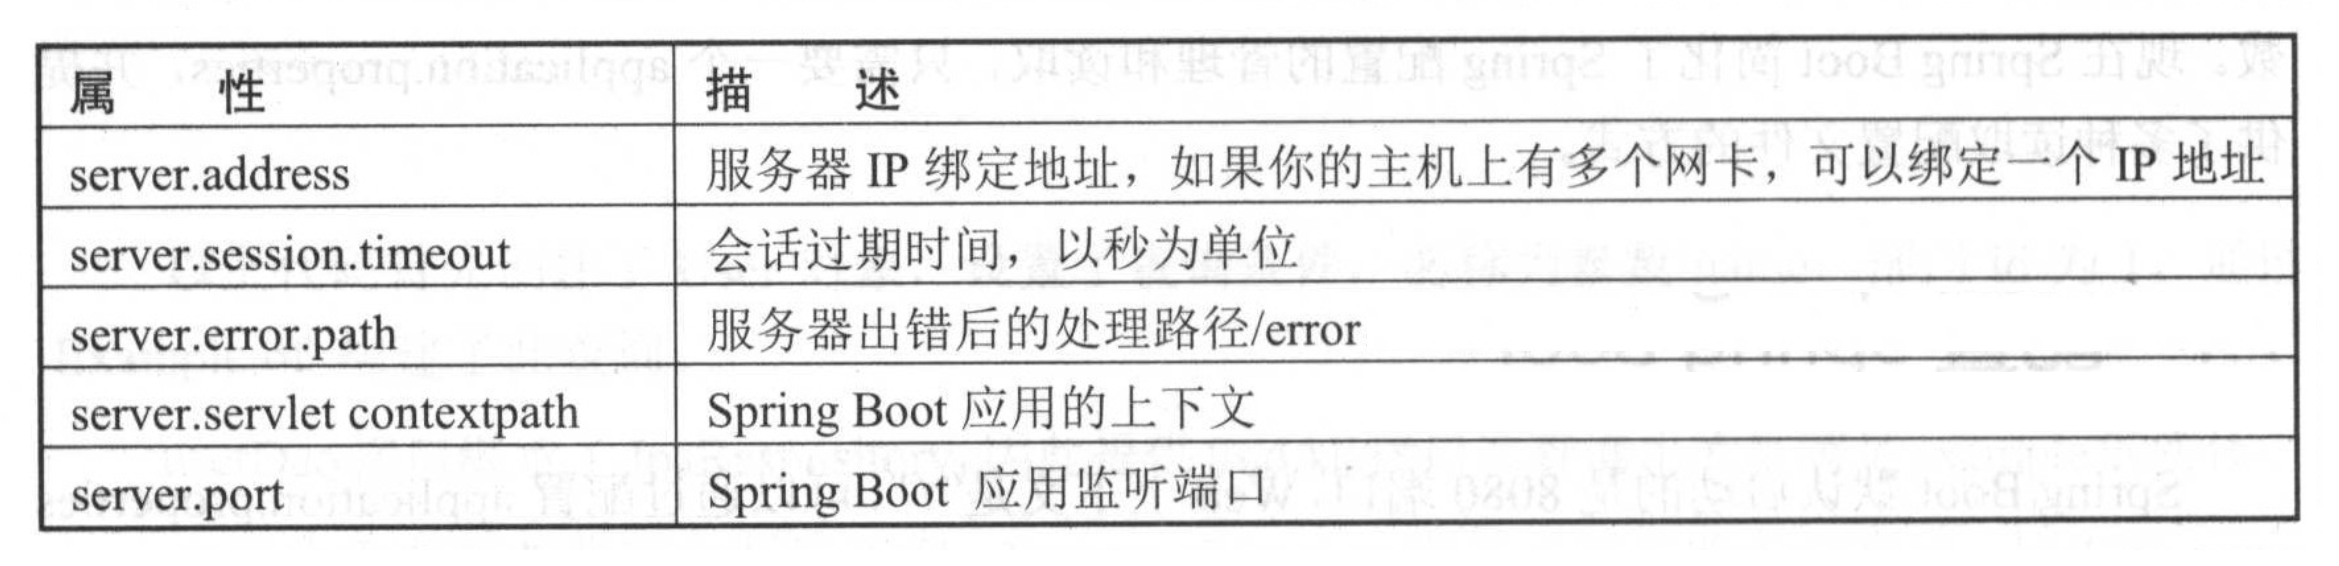 属 性 描 述
server.address 服务器 IP 绑定地址，如果你的主机上有多个网卡，可以绑定一个 IP 地址
server.session.timeout 会话过期时间，以秒为单位
server.error.path 服务器出错后的处理路径/error
server.servlet contextpath Spring Boot 应用的上下文
server.port Spring Boot 应用监听端口